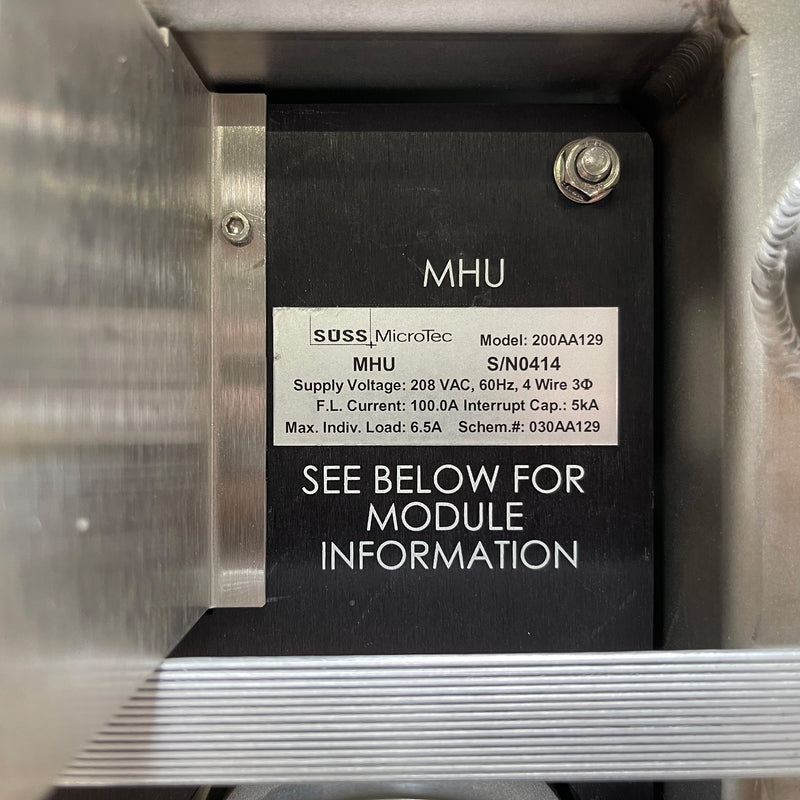 MHU
SÜSS MicroTec Model: 200AA129
MHU S/N0414
Supply Voltage: 208 VAC, 60Hz, 4 Wire 3Φ
F.L. Current: 100.0A Interrupt Cap.: 5kA
Max. Indiv. Load: 6.5A Schem.#: 030AA129
SEE BELOW FOR
MODULE
INFORMATION